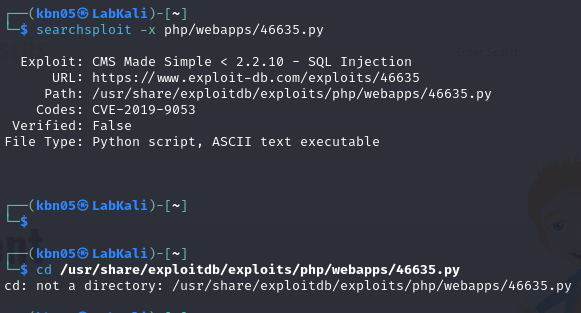 (kbn05㉿LabKali)-[~]
$ searchsploit -x php/webapps/46635.py
Exploit: CMS Made Simple < 2.2.10 - SQL Injection
URL: https://www.exploit-db.com/exploits/46635
Path: /usr/share/exploitdb/exploits/php/webapps/46635.py
Codes: CVE-2019-9053
Verified: False
File Type: Python script, ASCII text executable
(kbn05㉿LabKali)-[~]
$
(kbn05㉿LabKali)-[~]
$ cd /usr/share/exploitdb/exploits/php/webapps/46635.py
cd: not a directory: /usr/share/exploitdb/exploits/php/webapps/46635.py
(kbn05㉿LabKali)-[~]